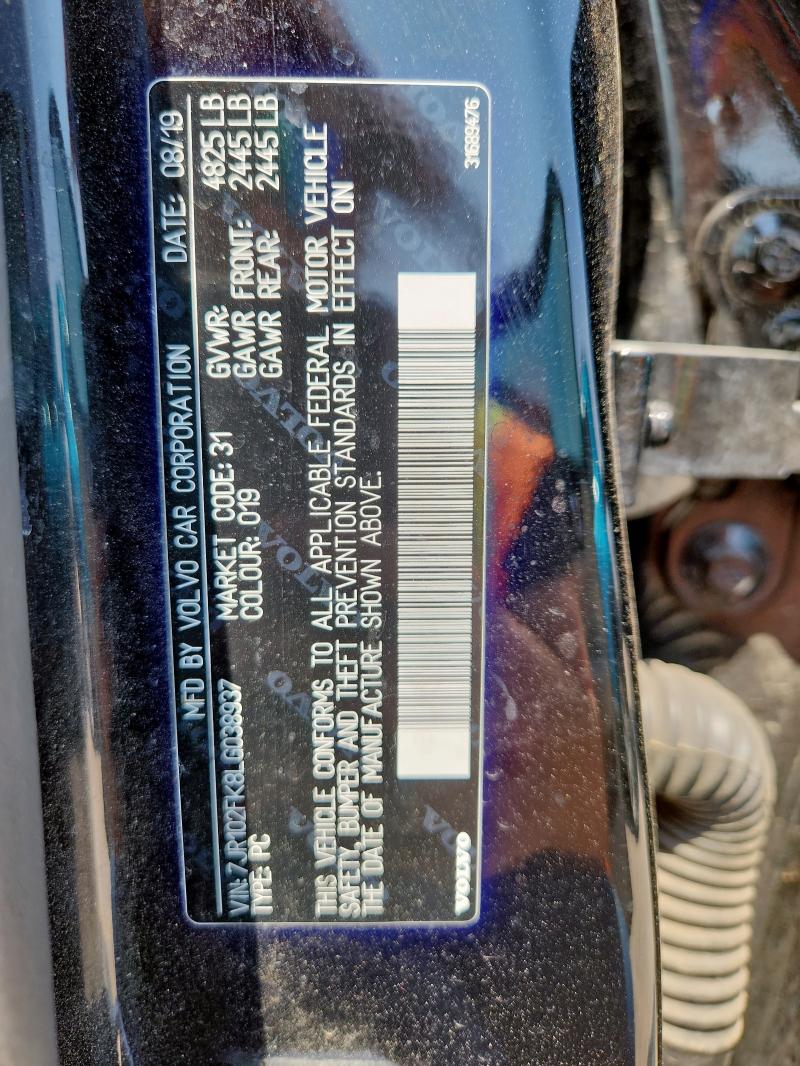 MFD BY VOLVO CAR CORPORATION DATE: 08/19
VIN: 7JR102FK8LG038937 MARKET CODE: 31 GVWR: 4825 LB
TYPE PC COLOUR: 019 GAWR FRONT: 2445 LB
GAWR REAR: 2445 LB
THIS VEHICLE CONFORMS TO ALL APPLICABLE FEDERAL MOTOR VEHICLE
SAFETY, BUMPER AND THEFT PREVENTION STANDARDS IN EFFECT ON
THE DATE OF MANUFACTURE SHOWN ABOVE.
VOLVO
31689476